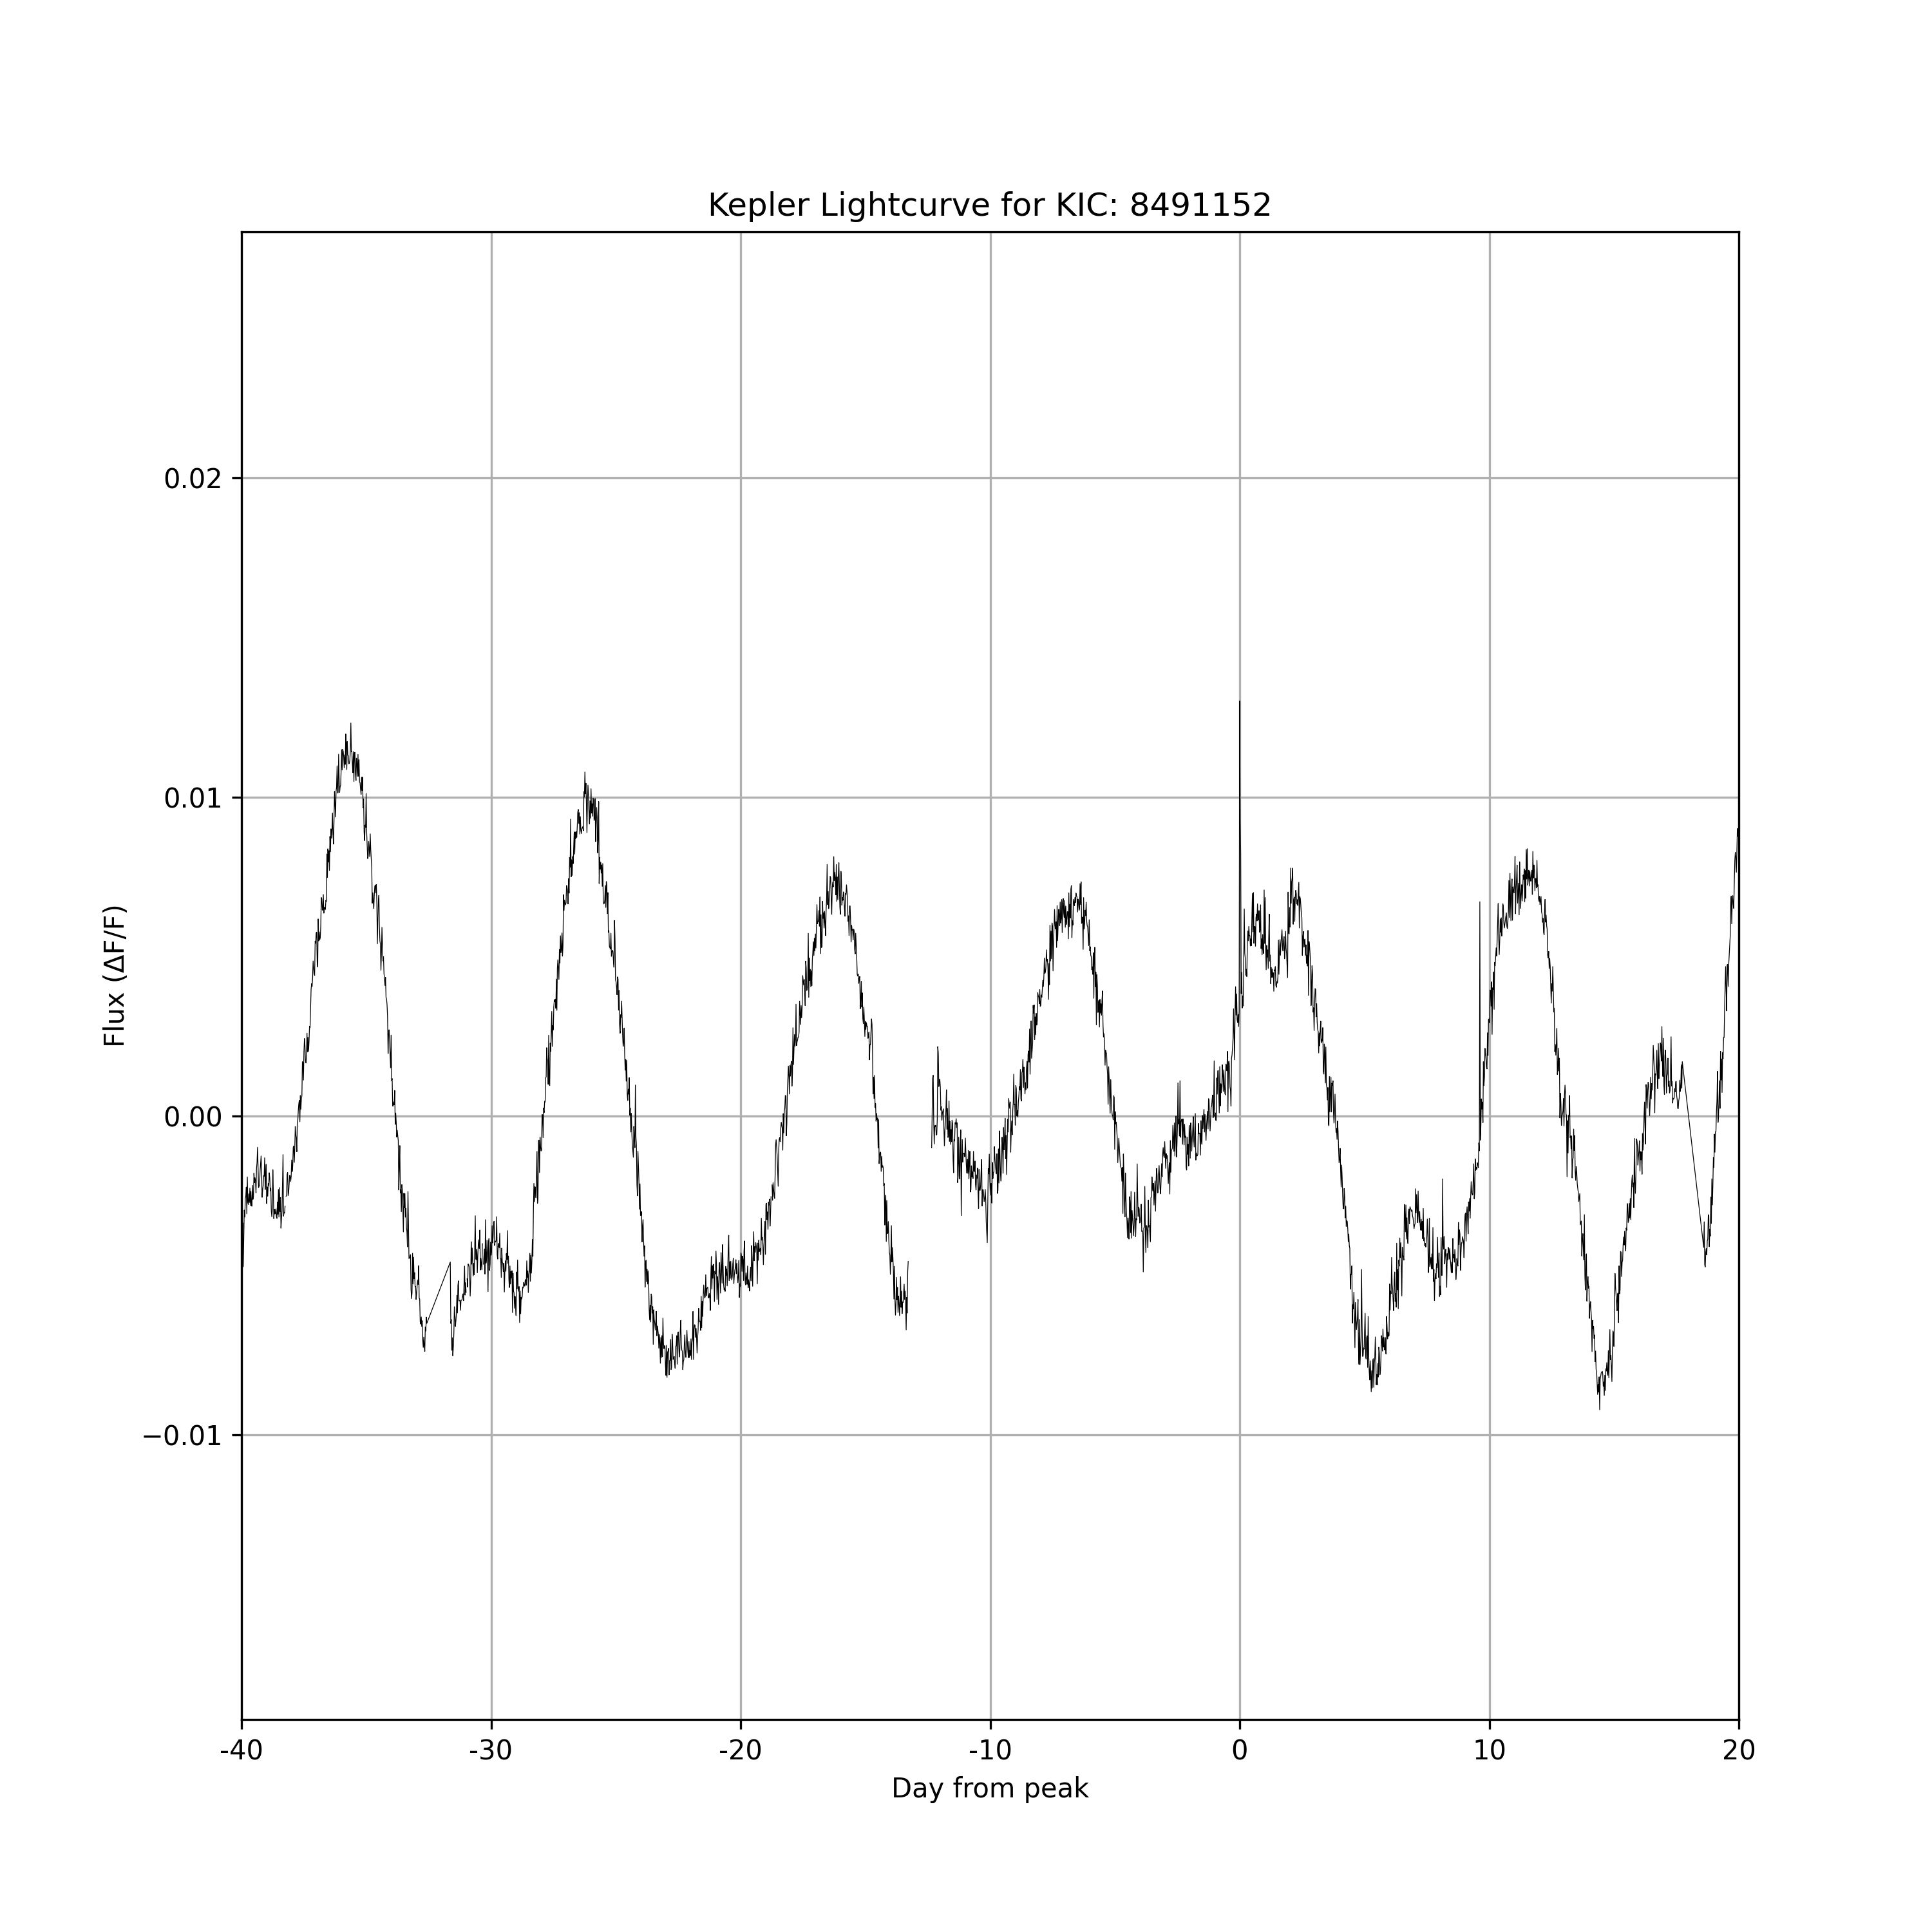 Kepler Lightcurve for KIC: 8491152
Flux (ΔF/F)
0.02
0.01
0.00
−0.01
-40 -30 -20 -10 0 10 20
Day from peak